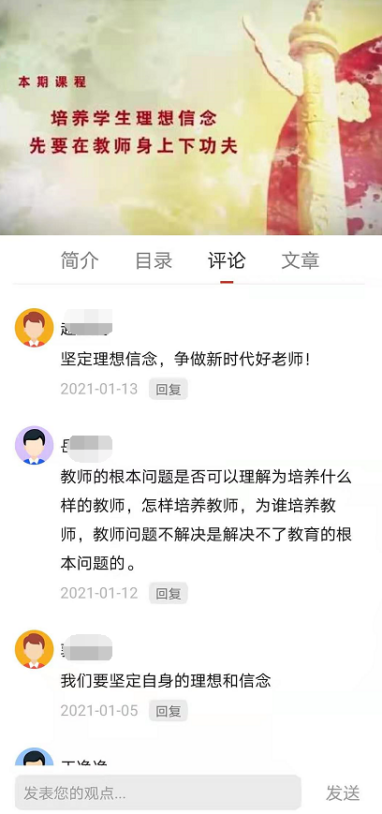 本期课程
培养学生理想信念
先要在教师身上下功夫
简介 目录 评论 文章
坚定理想信念，争做新时代好老师！
2021-01-13 回复
岳
教师的根本问题是否可以理解为培养什么
样的教师，怎样培养教师，为谁培养教
师，教师问题不解决是解决不了教育的根
本问题的。
2021-01-12 回复
我们要坚定自身的理想和信念
2021-01-05 回复
发表您的观点... 发送